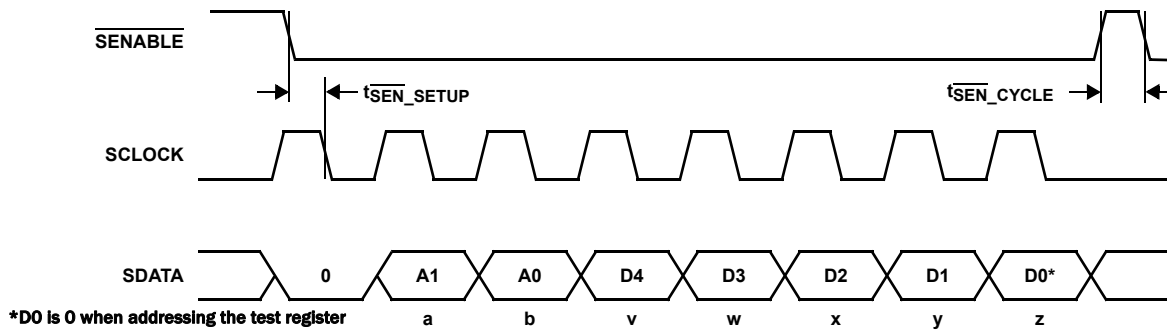 SENABLE
tSEN_SETUP
tSEN_CYCLE
SCLOCK
SDATA
0 A1 A0 D4 D3 D2 D1 D0*
*D0 is 0 when addressing the test register
a b v w x y z